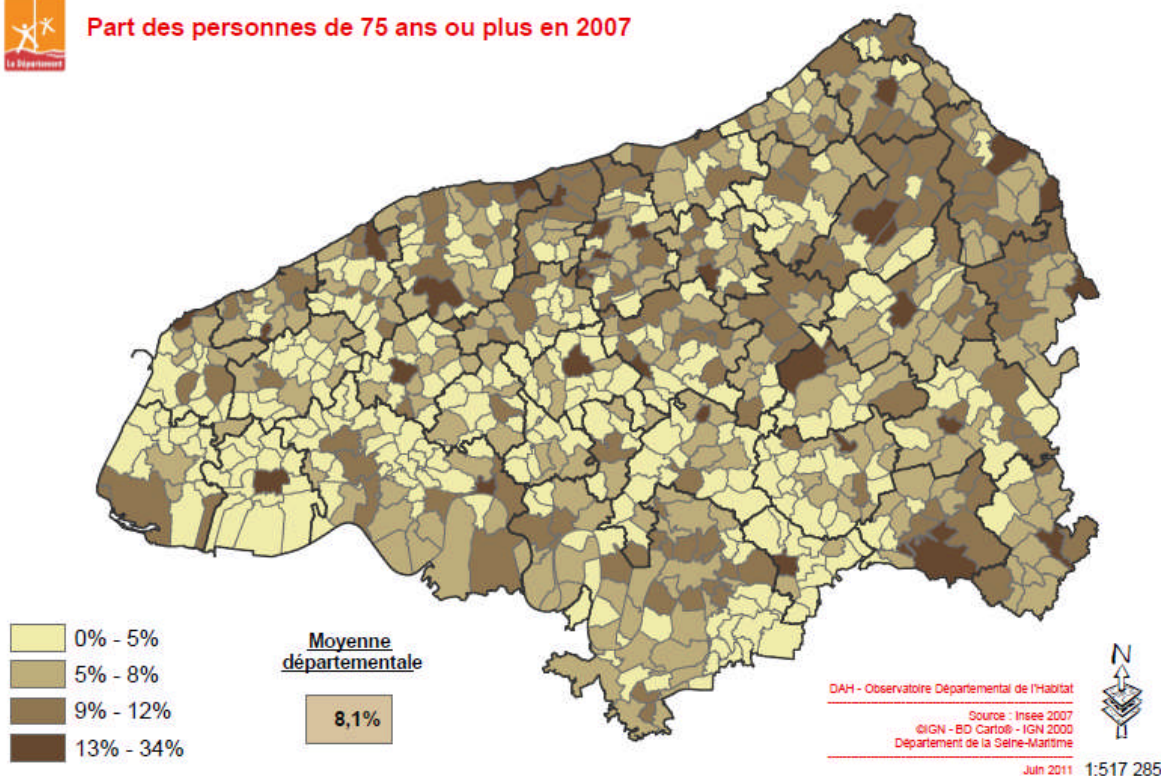 Part des personnes de 75 ans ou plus en 2007
Le Département
0% - 5%
5% - 8%
9% - 12%
13% - 34%
Moyenne
départementale
8,1%
N
DAH - Observatoire Départemental de l'Habitat
Source : Insee 2007
©IGN - BD Carto® - IGN 2000
Département de la Seine-Maritime
Juin 2011
1:517 285